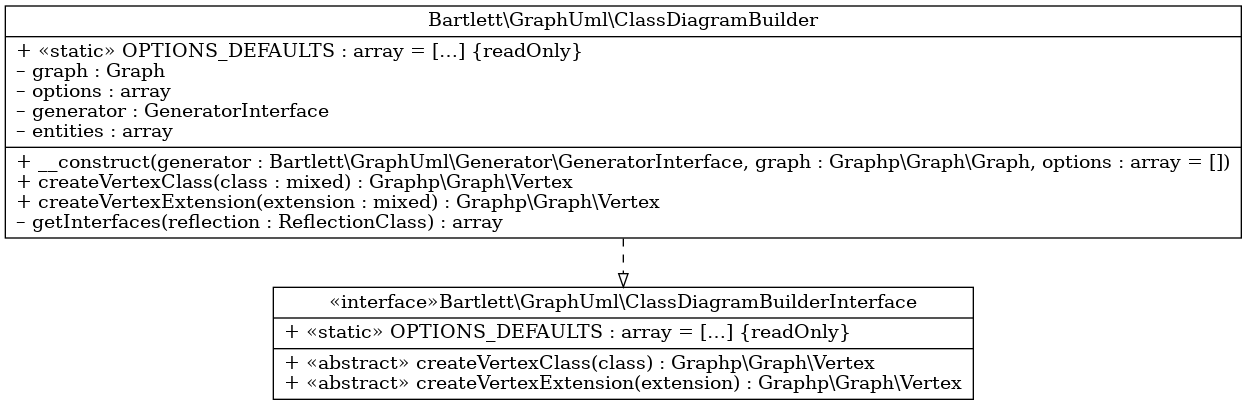 Bartlett\GraphUml\ClassDiagramBuilder
+ «static» OPTIONS_DEFAULTS : array = [...] {readOnly}
– graph : Graph
– options : array
– generator : GeneratorInterface
– entities : array
+ __construct(generator : Bartlett\GraphUml\Generator\GeneratorInterface, graph : Graphp\Graph\Graph, options : array = [])
+ createVertexClass(class : mixed) : Graphp\Graph\Vertex
+ createVertexExtension(extension : mixed) : Graphp\Graph\Vertex
– getInterfaces(reflection : ReflectionClass) : array
«interface»Bartlett\GraphUml\ClassDiagramBuilderInterface
+ «static» OPTIONS_DEFAULTS : array = [...] {readOnly}
+ «abstract» createVertexClass(class) : Graphp\Graph\Vertex
+ «abstract» createVertexExtension(extension) : Graphp\Graph\Vertex